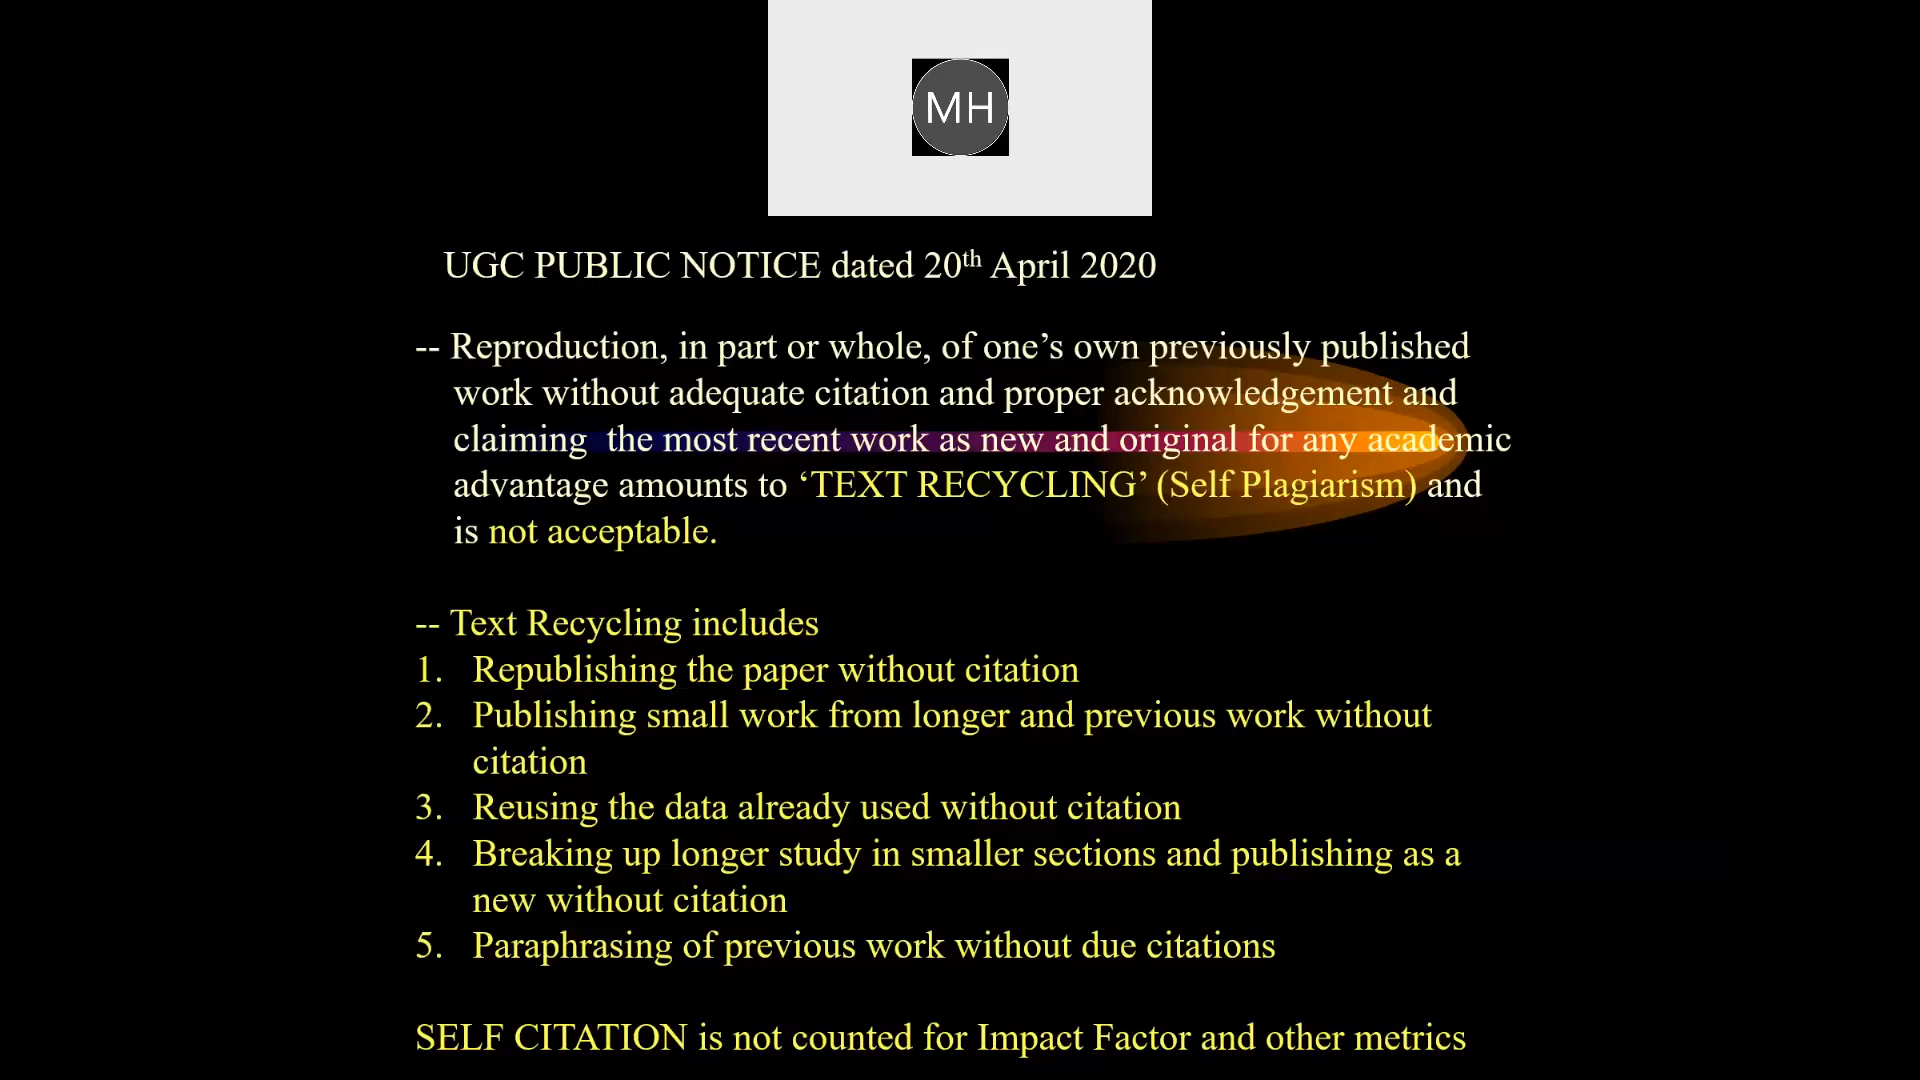 MH
UGC PUBLIC NOTICE dated 20th April 2020
-- Reproduction, in part or whole, of one’s own previously published
work without adequate citation and proper acknowledgement and
claiming  the most recent work as new and original for any academic
advantage amounts to ‘TEXT RECYCLING’ (Self Plagiarism) and
is not acceptable.
-- Text Recycling includes
1. Republishing the paper without citation
2. Publishing small work from longer and previous work without
citation
3. Reusing the data already used without citation
4. Breaking up longer study in smaller sections and publishing as a
new without citation
5. Paraphrasing of previous work without due citations
SELF CITATION is not counted for Impact Factor and other metrics